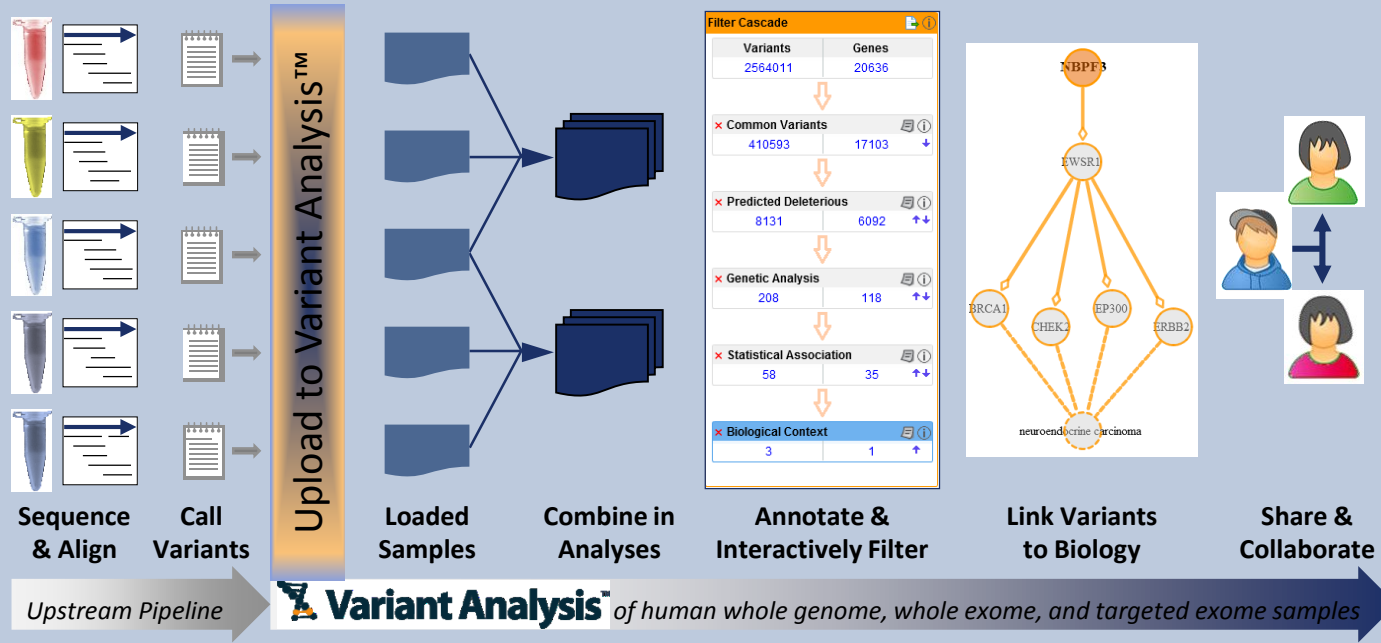 Upload to Variant Analysis™
Filter Cascade
Variants Genes
2564011 20636
× Common Variants
410593 17103
× Predicted Deleterious
8131 6092
× Genetic Analysis
208 118
× Statistical Association
58 35
× Biological Context
3 1
NBPF3
EWSR1
BRCA1
CHEK2
EP300
ERBB2
neuroendocrine carcinoma
Sequence
& Align
Call
Variants
Loaded
Samples
Combine in
Analyses
Annotate &
Interactively Filter
Link Variants
to Biology
Share &
Collaborate
Upstream Pipeline
Variant Analysis™ of human whole genome, whole exome, and targeted exome samples